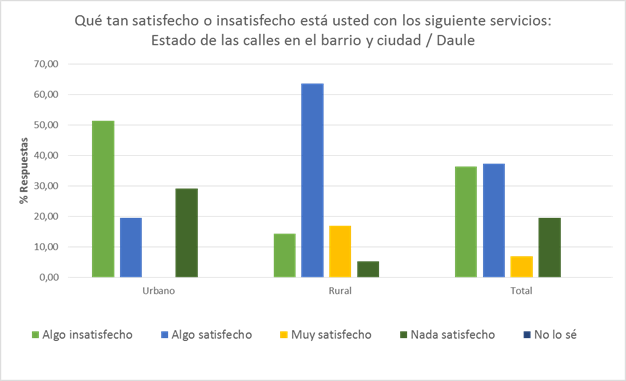 Qué tan satisfecho o insatisfecho está usted con los siguiente servicios:
Estado de las calles en el barrio y ciudad / Daule
70,00
60,00
50,00
40,00
30,00
20,00
10,00
0,00
% Respuestas
Urbano
Rural
Total
Algo insatisfecho
Algo satisfecho
Muy satisfecho
Nada satisfecho
No lo sé